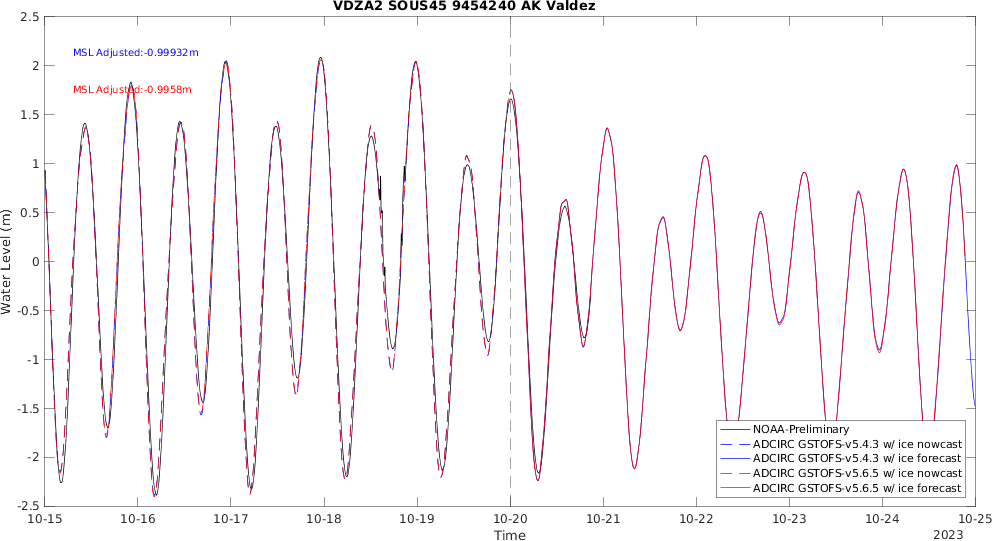 VDZA2 SOUS45 9454240 AK Valdez
2.5
2
1.5
1
0.5
0
-0.5
-1
-1.5
-2
-2.5
Water Level (m)
MSL Adjusted:-0.99932m
MSL Adjusted:-0.9958m
NOAA-Preliminary
ADCIRC GSTOFS-v5.4.3 w/ ice nowcast
ADCIRC GSTOFS-v5.4.3 w/ ice forecast
ADCIRC GSTOFS-v5.6.5 w/ ice nowcast
ADCIRC GSTOFS-v5.6.5 w/ ice forecast
10-15 10-16 10-17 10-18 10-19 10-20 10-21 10-22 10-23 10-24 10-25
Time
2023